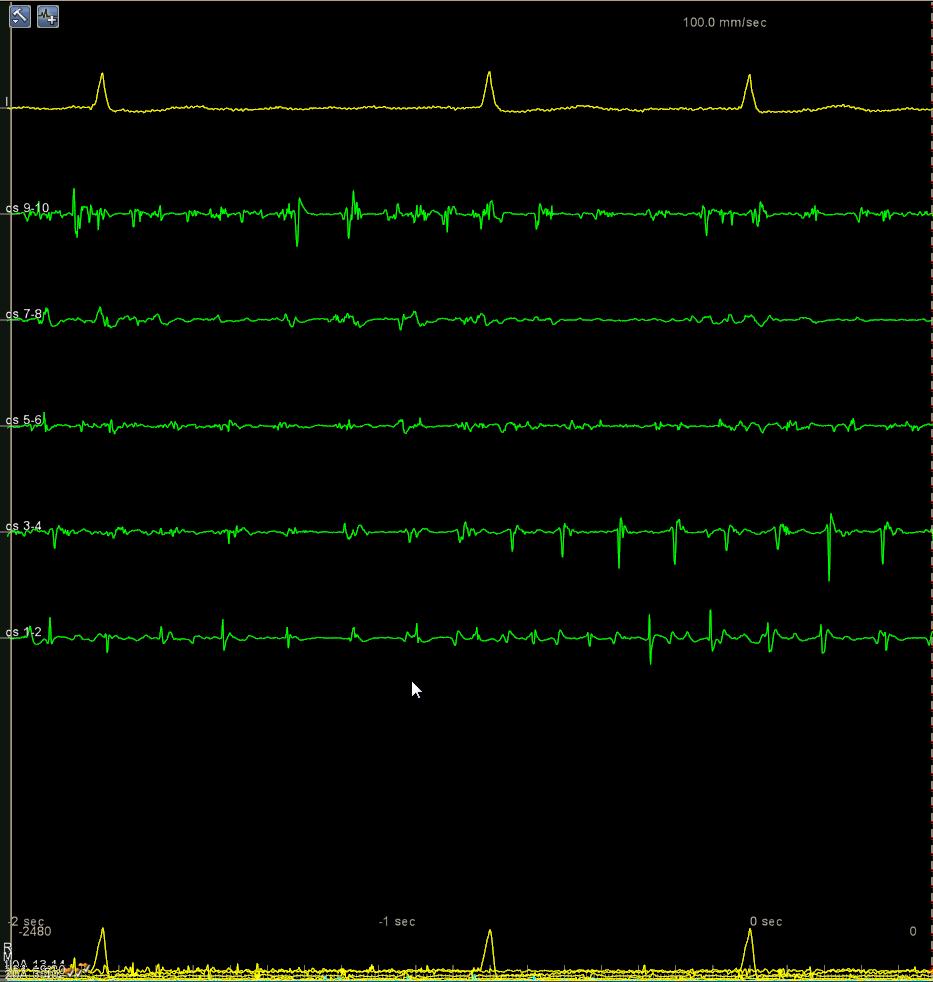 100.0 mm/sec
I
cs 9-10
cs 7-8
cs 5-6
cs 3-4
cs 1-2
-2 sec
-1 sec
0 sec
-2480
0